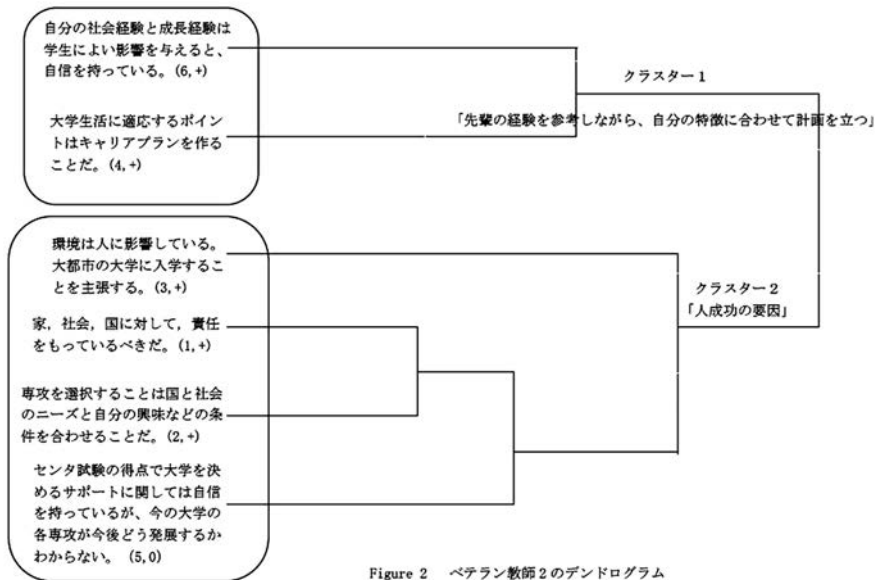 自分の社会経験と成長経験は
学生によい影響を与えると、
自信を持っている。(6,+)
クラスター1
大学生活に適応するポイン
トはキャリアプランを作る
ことだ。(4,+)
「先輩の経験を参考しながら、自分の特徴に合わせて計画を立つ」
環境は人に影響している。
大都市の大学に入学するこ
とを主張する。(3,+)
クラスター2
「人成功の要因」
家，社会，国に対して，責任
をもっているべきだ。(1,+)
専攻を選択することは国と社会
のニーズと自分の興味などの条
件を合わせることだ。(2,+)
センタ試験の得点で大学を決
めるサポートに関しては自信
を持っているが、今の大学の
各専攻が今後どう発展するか
わからない。 (5,0)
Figure 2 ベテラン教師2のデンドログラム